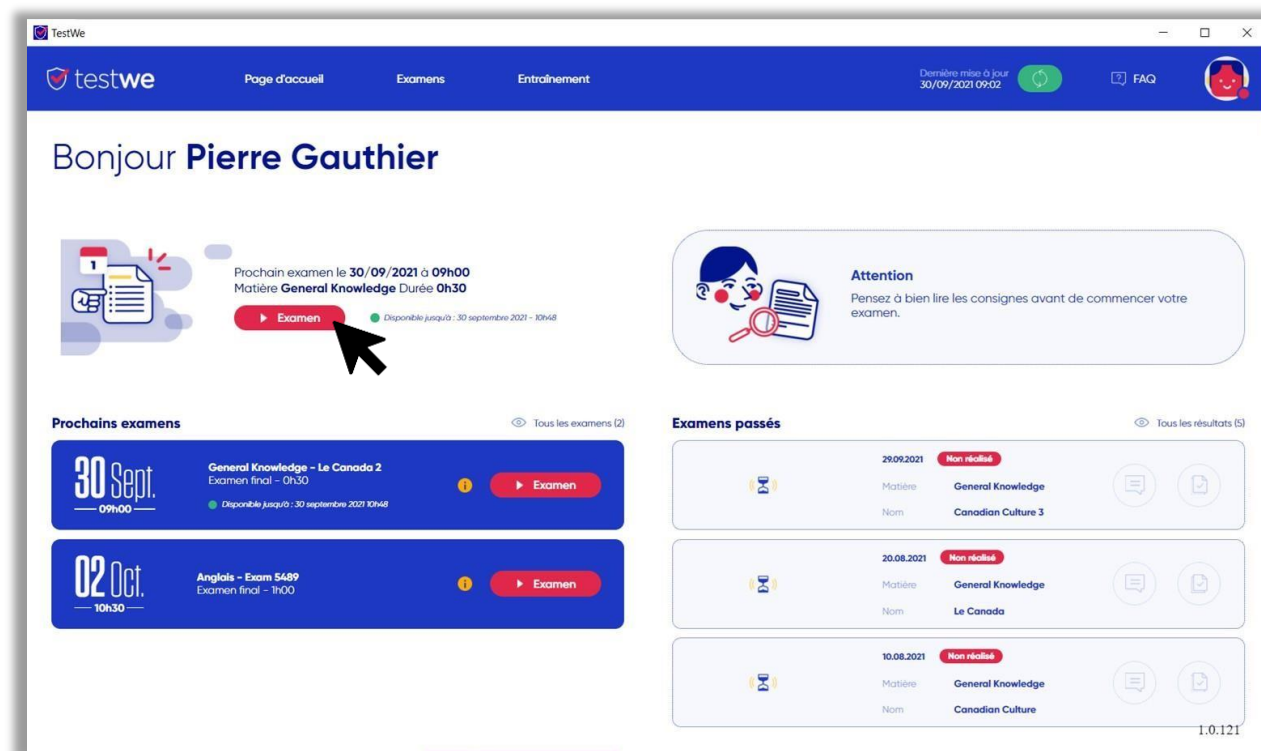 TestWe
testwe
Page d'accueil
Examens
Entraînement
Dernière mise à jour
30/09/2021 09:02
? FAQ
Bonjour Pierre Gauthier
1
Prochain examen le 30/09/2021 à 09h00
Matière General Knowledge Durée 0h30
Examen
Disponible jusqu'à : 30 septembre 2021 - 10h48
Attention
Pensez à bien lire les consignes avant de commencer votre
examen.
Prochains examens
Tous les examens (2)
30 Sept.
09h00
General Knowledge - Le Canada 2
Examen final - 0h30
Disponible jusqu'à : 30 septembre 2021 10h48
i
Examen
02 Oct.
10h30
Anglais - Exam 5489
Examen final - 1h00
i
Examen
Examens passés
Tous les résultats (5)
29.09.2021 Non réalisé
Matière General Knowledge
Nom Canadian Culture 3
20.08.2021 Non réalisé
Matière General Knowledge
Nom Le Canada
10.08.2021 Non réalisé
Matière General Knowledge
Nom Canadian Culture
1.0.121